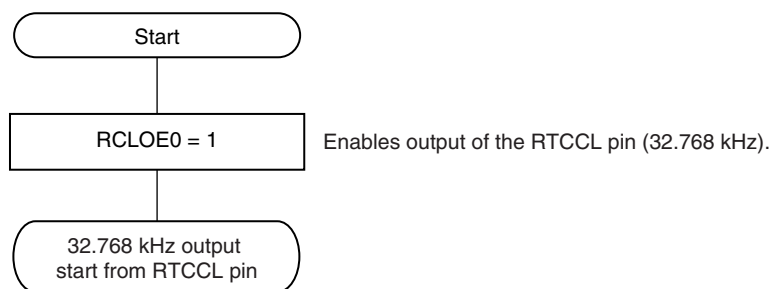 Start
RCLOE0 = 1
Enables output of the RTCCL pin (32.768 kHz).
32.768 kHz output
start from RTCCL pin